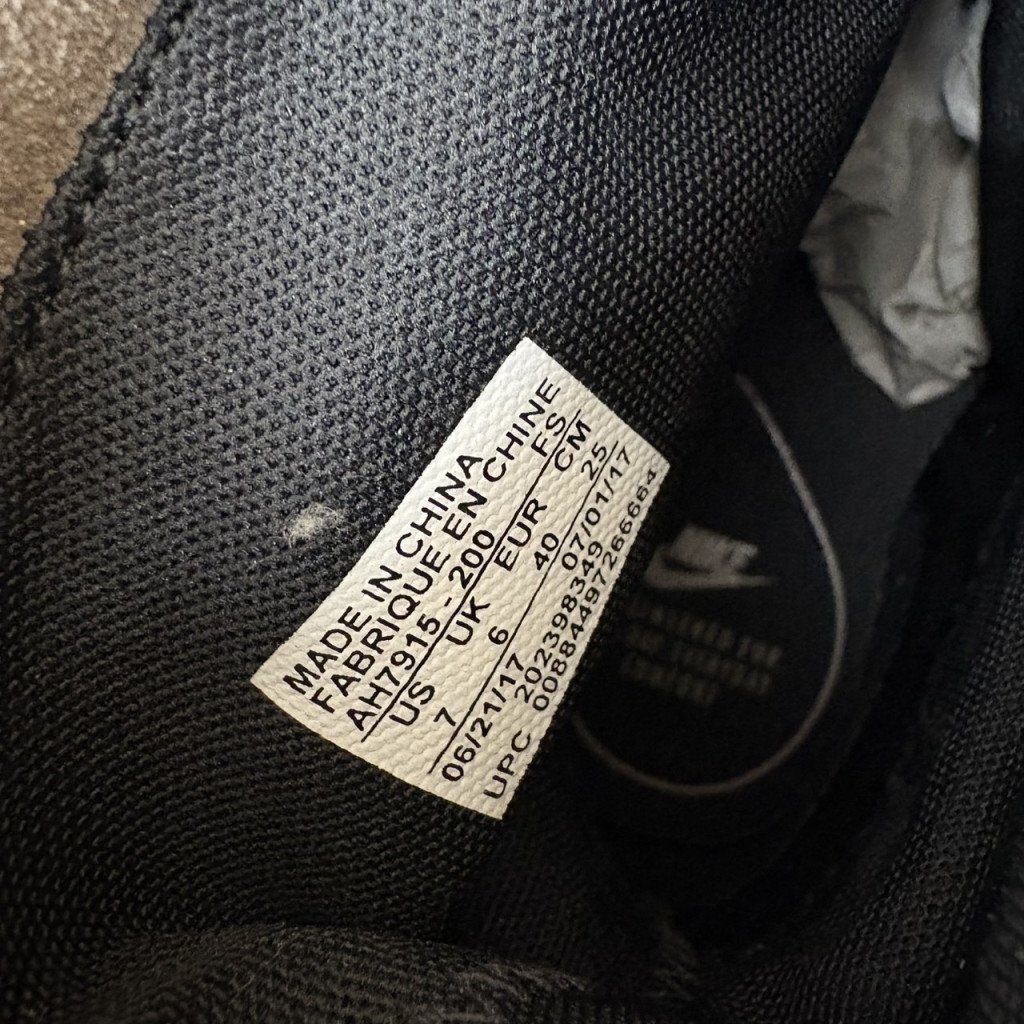 MADE IN CHINA
FABRIQUE EN CHINE
AH7915-200 FS
US UK EUR CM
7 6 40 25
06/21/17 07/01/17
202398349
UPC 00884497266664
NIKE